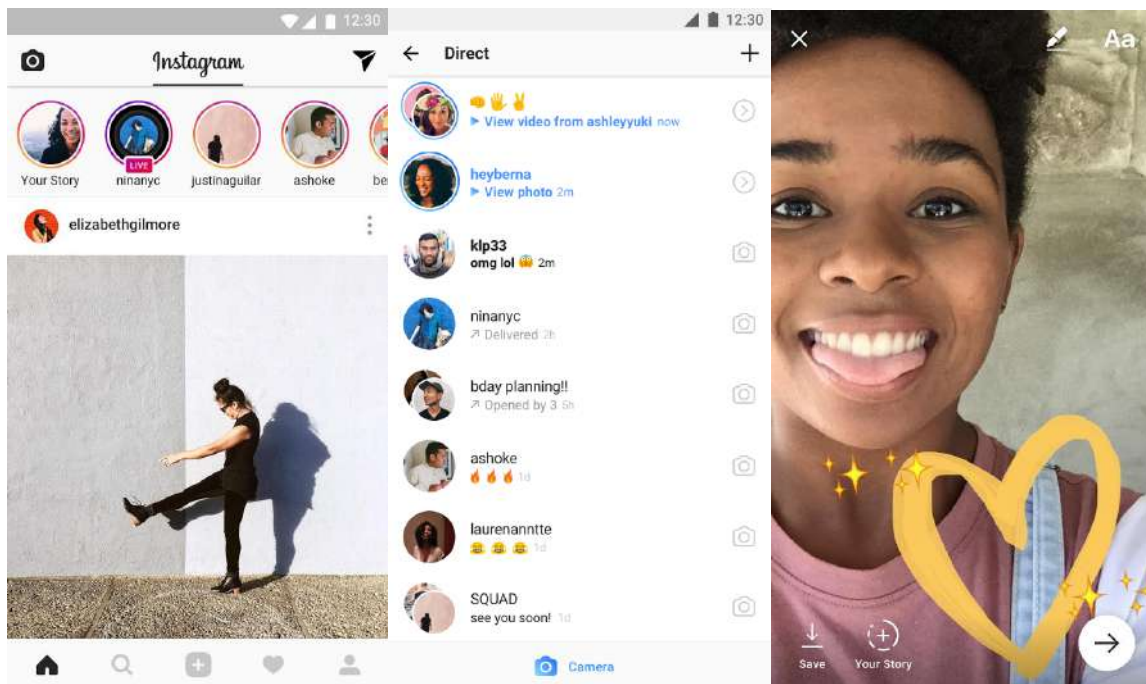 12:30
Instagram
LIVE
Your Story
ninanyc
justinaguilar
ashoke
be
elizabethgilmore
12:30
Direct
👊 🖐 ✌
View video from ashleyyuki now
heyberna
View photo 2m
klp33
omg lol 😱 2m
ninanyc
Delivered 2h
bday planning!!
Opened by 3 5h
ashoke
🔥 🔥 🔥 1d
laurenanntte
😂 😂 😂 1d
SQUAD
see you soon! 1d
Camera
Aa
Save
Your Story